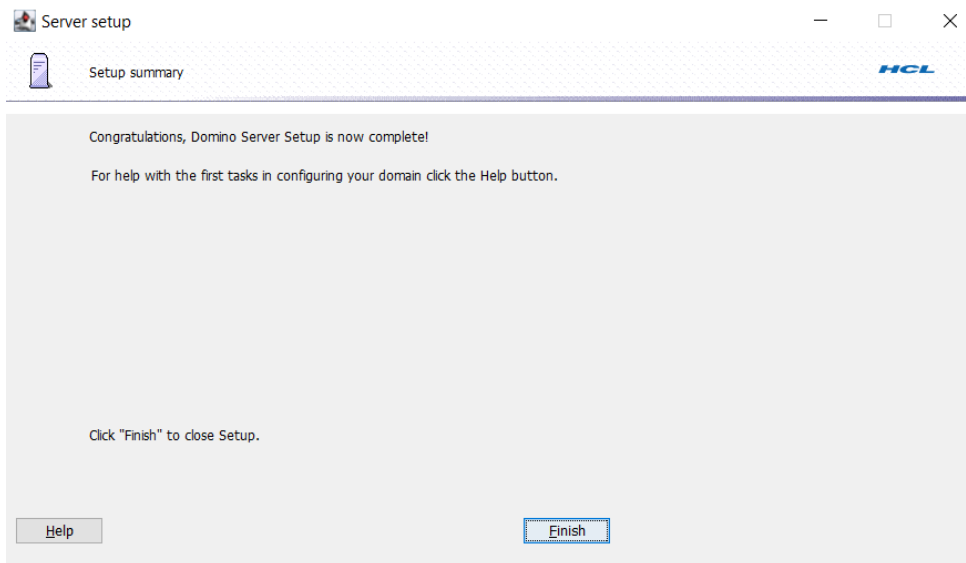 Server setup
Setup summary
HCL
Congratulations, Domino Server Setup is now complete!
For help with the first tasks in configuring your domain click the Help button.
Click "Finish" to close Setup.
Help
Finish